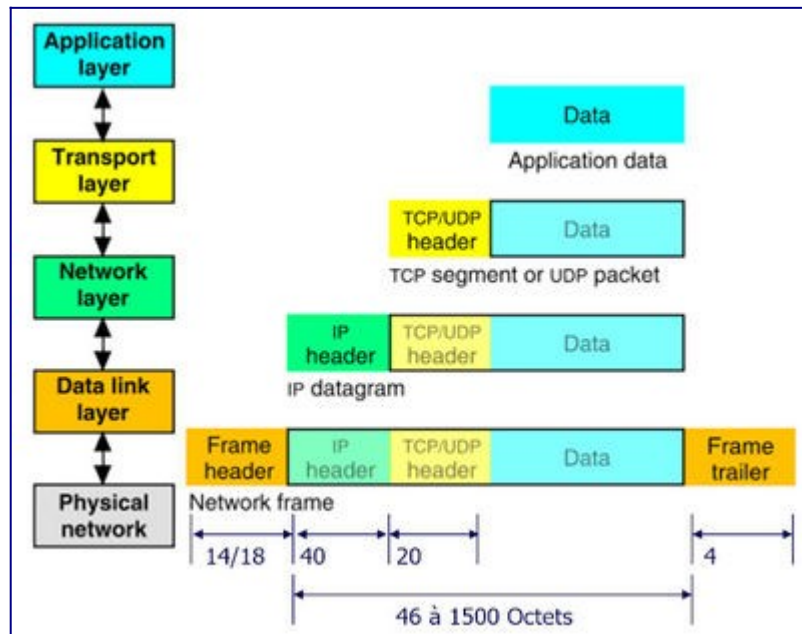 Application
layer
Transport
layer
Network
layer
Data link
layer
Physical
network
Data
Application data
TCP/UDP
header
Data
TCP segment or UDP packet
IP
header
TCP/UDP
header
Data
IP datagram
Frame
header
IP
header
TCP/UDP
header
Data
Frame
trailer
Network frame
14/18
40
20
4
46 à 1500 Octets